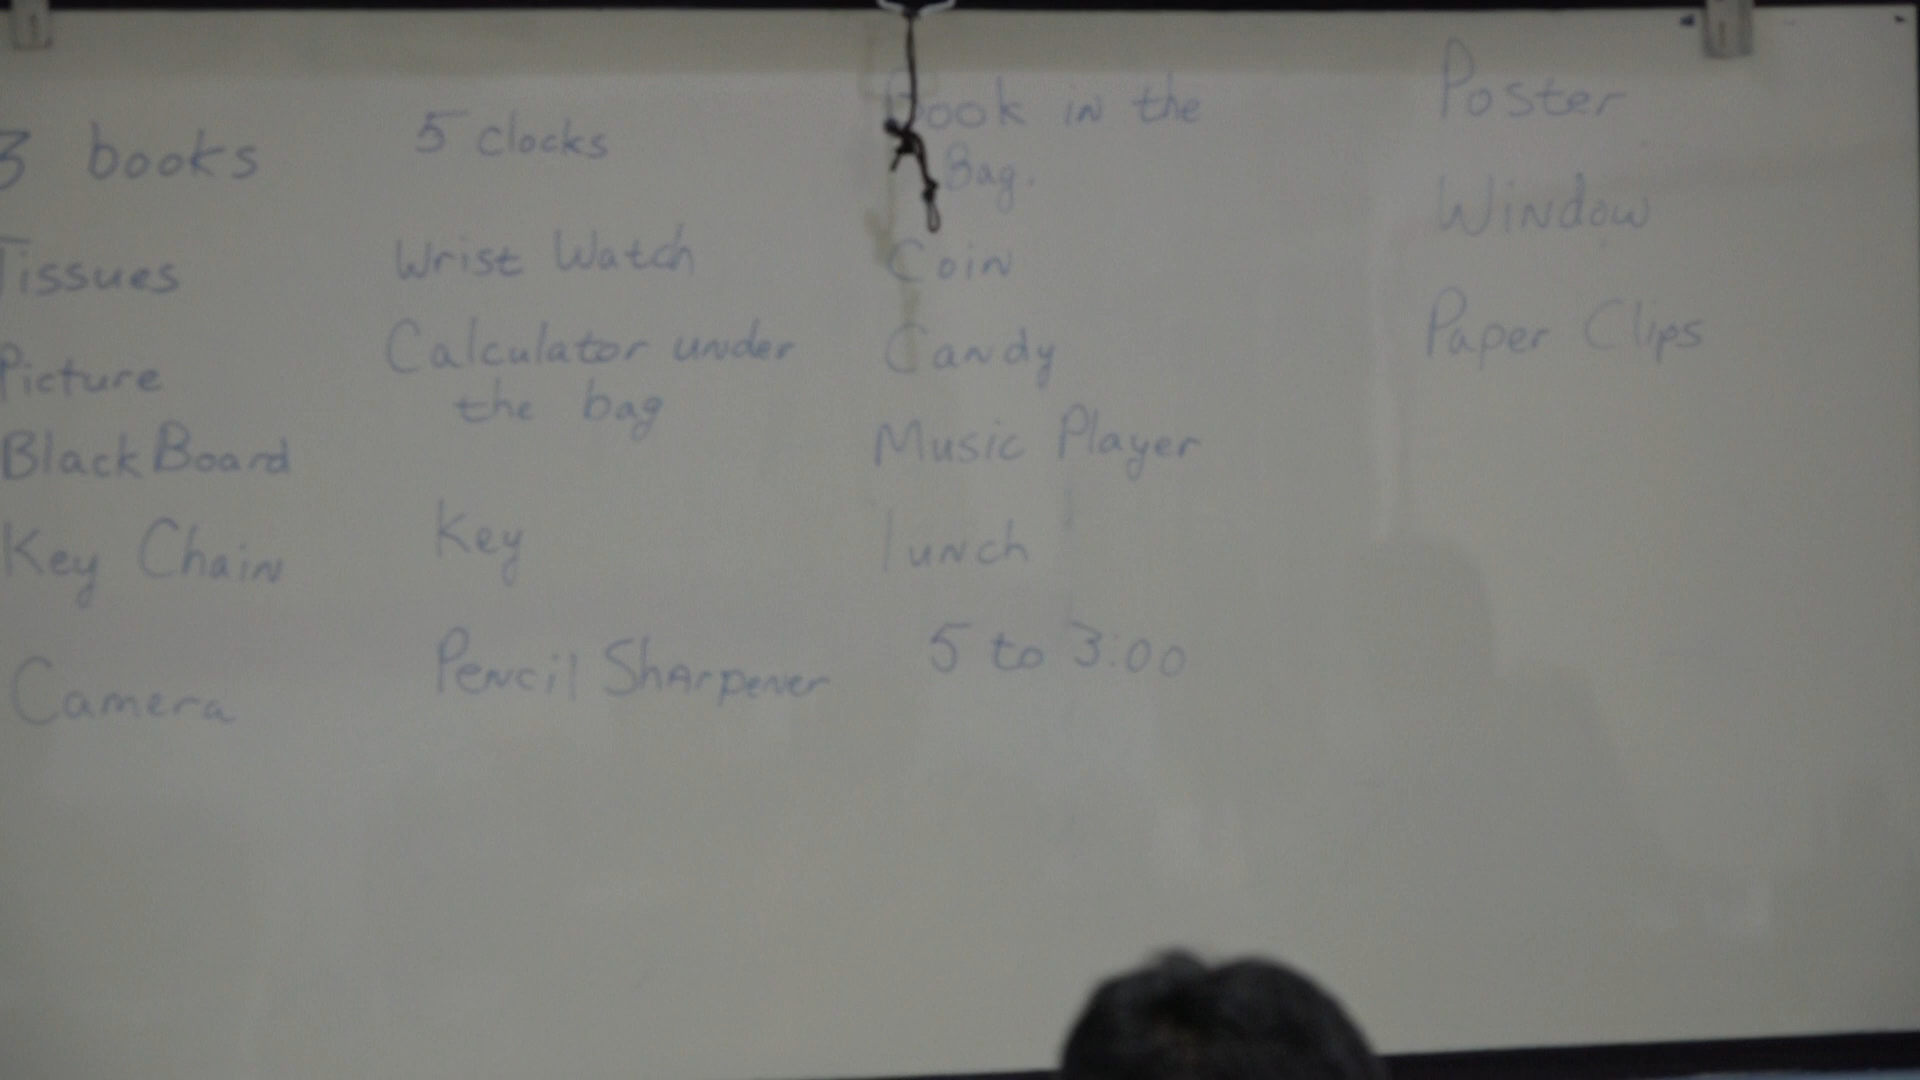 3 books
Tissues
Picture
BlackBoard
Key Chain
Camera
5 clocks
Wrist Watch
Calculator under
the bag
Key
Pencil Sharpener
Book in the
Bag.
Coin
Candy
Music Player
lunch
5 to 3:00
Poster
Window
Paper Clips